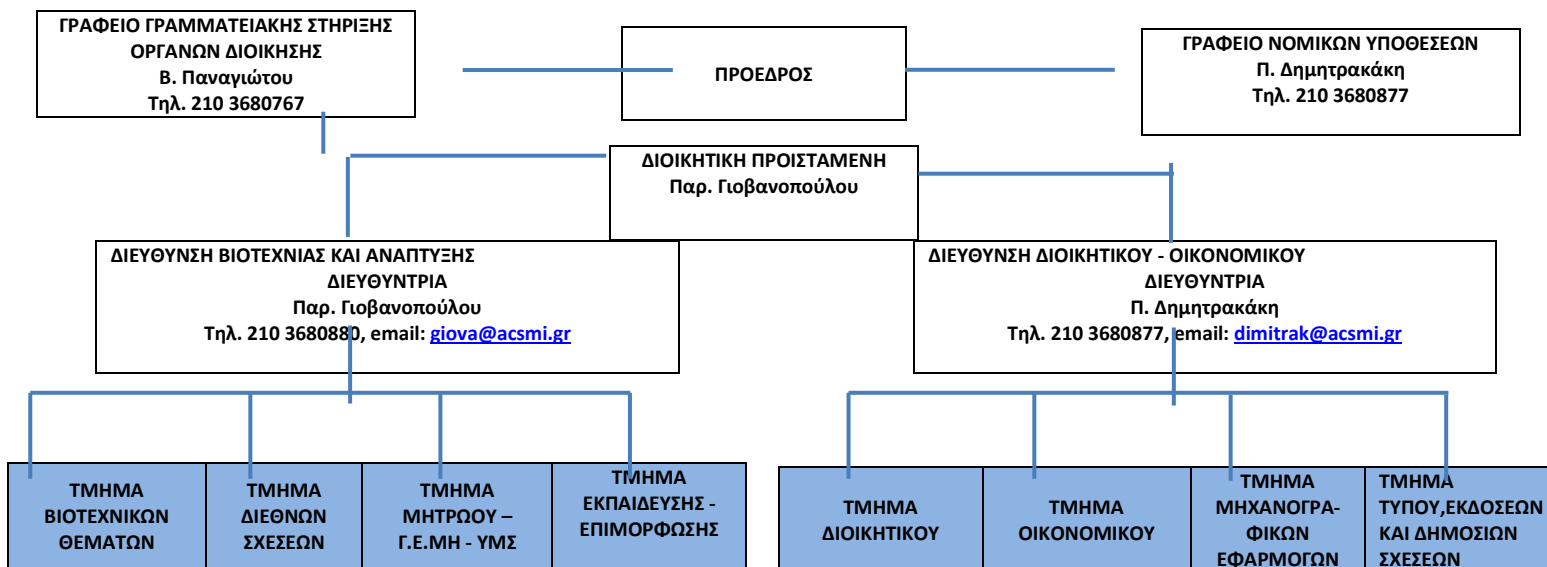 ΓΡΑΦΕΙΟ ΓΡΑΜΜΑΤΕΙΑΚΗΣ ΣΤΗΡΙΞΗΣ
ΟΡΓΑΝΩΝ ΔΙΟΙΚΗΣΗΣ
Β. Παναγιώτου
Τηλ. 210 3680767
ΠΡΟΕΔΡΟΣ
ΓΡΑΦΕΙΟ ΝΟΜΙΚΩΝ ΥΠΟΘΕΣΕΩΝ
Π. Δημητρακάκη
Τηλ. 210 3680877
ΔΙΟΙΚΗΤΙΚΗ ΠΡΟΙΣΤΑΜΕΝΗ
Παρ. Γιοβανοπούλου
ΔΙΕΥΘΥΝΣΗ ΒΙΟΤΕΧΝΙΑΣ ΚΑΙ ΑΝΑΠΤΥΞΗΣ
ΔΙΕΥΘΥΝΤΡΙΑ
Παρ. Γιοβανοπούλου
Τηλ. 210 3680880, email: giova@acsmi.gr
ΔΙΕΥΘΥΝΣΗ ΔΙΟΙΚΗΤΙΚΟΥ - ΟΙΚΟΝΟΜΙΚΟΥ
ΔΙΕΥΘΥΝΤΡΙΑ
Π. Δημητρακάκη
Τηλ. 210 3680877, email: dimitrak@acsmi.gr
ΤΜΗΜΑ
ΒΙΟΤΕΧΝΙΚΩΝ
ΘΕΜΑΤΩΝ
ΤΜΗΜΑ
ΔΙΕΘΝΩΝ
ΣΧΕΣΕΩΝ
ΤΜΗΜΑ
ΜΗΤΡΩΟΥ –
Γ.Ε.ΜΗ - ΥΜΣ
ΤΜΗΜΑ
ΕΚΠΑΙΔΕΥΣΗΣ -
ΕΠΙΜΟΡΦΩΣΗΣ
ΤΜΗΜΑ
ΔΙΟΙΚΗΤΙΚΟΥ
ΤΜΗΜΑ
ΟΙΚΟΝΟΜΙΚΟΥ
ΤΜΗΜΑ
ΜΗΧΑΝΟΓΡΑ-
ΦΙΚΩΝ
ΕΦΑΡΜΟΓΩΝ
ΤΜΗΜΑ
ΤΥΠΟΥ,ΕΚΔΟΣΕΩΝ
ΚΑΙ ΔΗΜΟΣΙΩΝ
ΣΧΕΣΕΩΝ